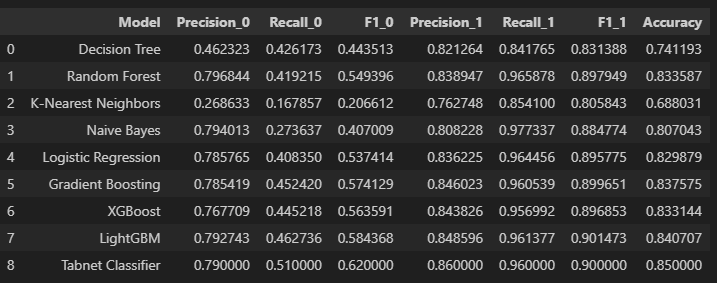 Model Precision_0 Recall_0 F1_0 Precision_1 Recall_1 F1_1 Accuracy
0 Decision Tree 0.462323 0.426173 0.443513 0.821264 0.841765 0.831388 0.741193
1 Random Forest 0.796844 0.419215 0.549396 0.838947 0.965878 0.897949 0.833587
2 K-Nearest Neighbors 0.268633 0.167857 0.206612 0.762748 0.854100 0.805843 0.688031
3 Naive Bayes 0.794013 0.273637 0.407009 0.808228 0.977337 0.884774 0.807043
4 Logistic Regression 0.785765 0.408350 0.537414 0.836225 0.964456 0.895775 0.829879
5 Gradient Boosting 0.785419 0.452420 0.574129 0.846023 0.960539 0.899651 0.837575
6 XGBoost 0.767709 0.445218 0.563591 0.843826 0.956992 0.896853 0.833144
7 LightGBM 0.792743 0.462736 0.584368 0.848596 0.961377 0.901473 0.840707
8 Tabnet Classifier 0.790000 0.510000 0.620000 0.860000 0.960000 0.900000 0.850000